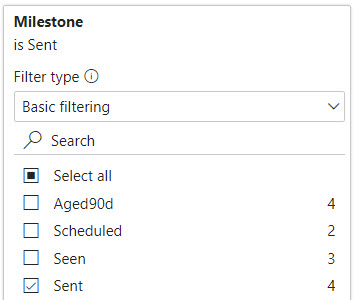 Milestone
is Sent
Filter type
Basic filtering
Search
Select all
Aged90d 4
Scheduled 2
Seen 3
Sent 4